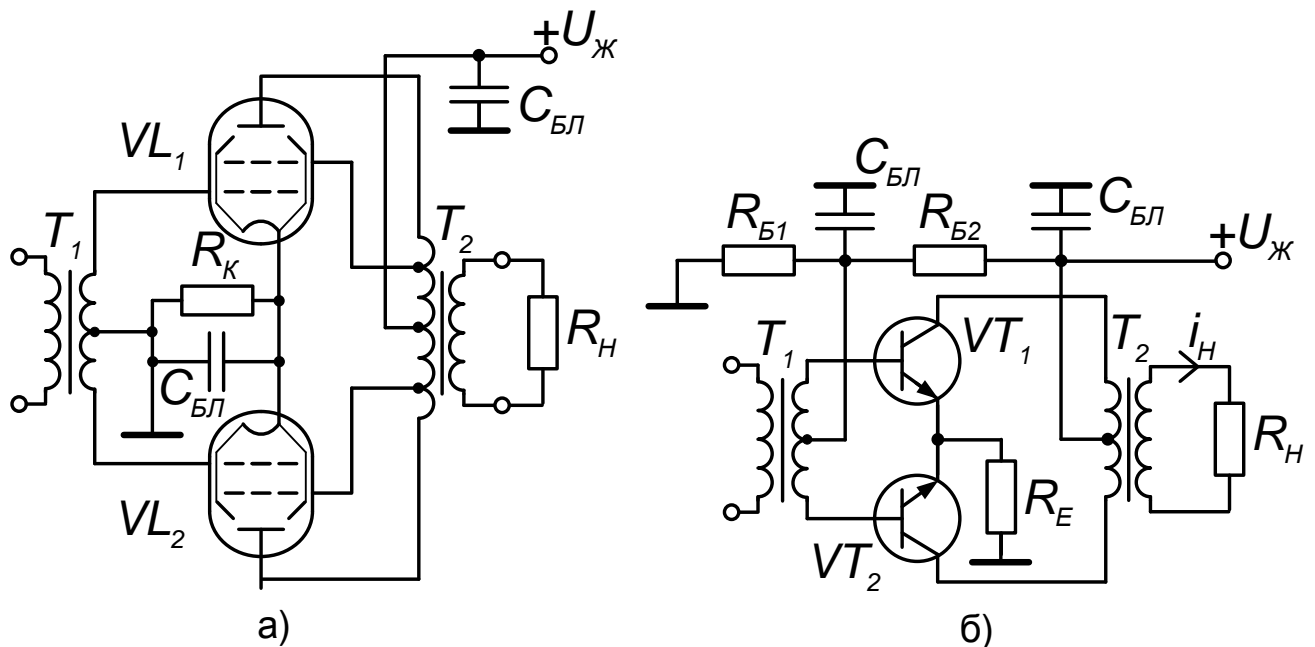 +U_Ж
C_БЛ
VL_1
T_1
R_К
T_2
R_Н
C_БЛ
VL_2
а)
C_БЛ
C_БЛ
R_Б1
R_Б2
+U_Ж
T_1
VT_1
T_2
i_Н
R_Н
R_E
VT_2
б)